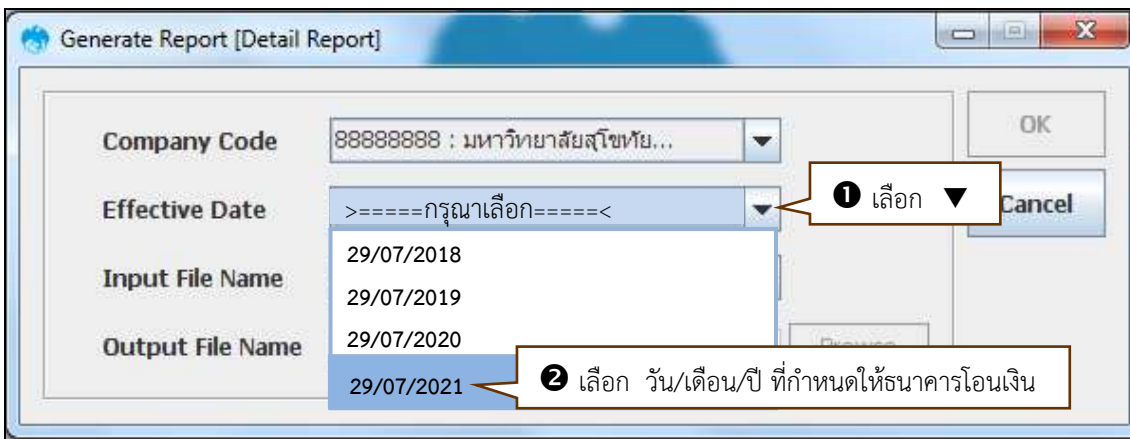 Generate Report [Detail Report]
Company Code
88888888 : มหาวิทยาลัยสุโขทัย...
OK
Effective Date
>=====กรุณาเลือก=====<
❶ เลือก ▼
Cancel
29/07/2018
Input File Name
29/07/2019
29/07/2020
Output File Name
29/07/2021
❷ เลือก วัน/เดือน/ปี ที่กำหนดให้ธนาคารโอนเงิน